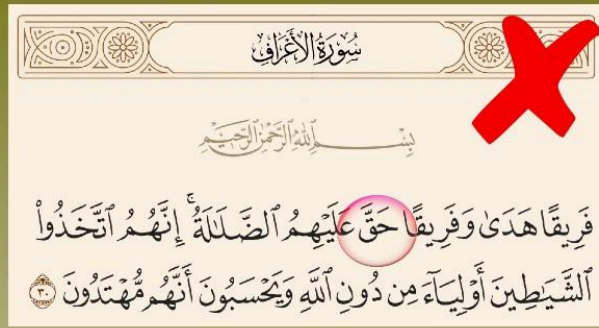 سُورَةُ الأَعْرَافِ
بِسْمِ ٱللَّهِ ٱلرَّحْمَٰنِ ٱلرَّحِيمِ
فَرِيقًا هَدَىٰ وَفَرِيقًا حَقَّ عَلَيْهِمُ ٱلضَّلَٰلَةُ ۚ إِنَّهُمُ ٱتَّخَذُوا۟
ٱلشَّيَٰطِينَ أَوْلِيَآءَ مِن دُونِ ٱللَّهِ وَيَحْسَبُونَ أَنَّهُم مُّهْتَدُونَ ٣٠